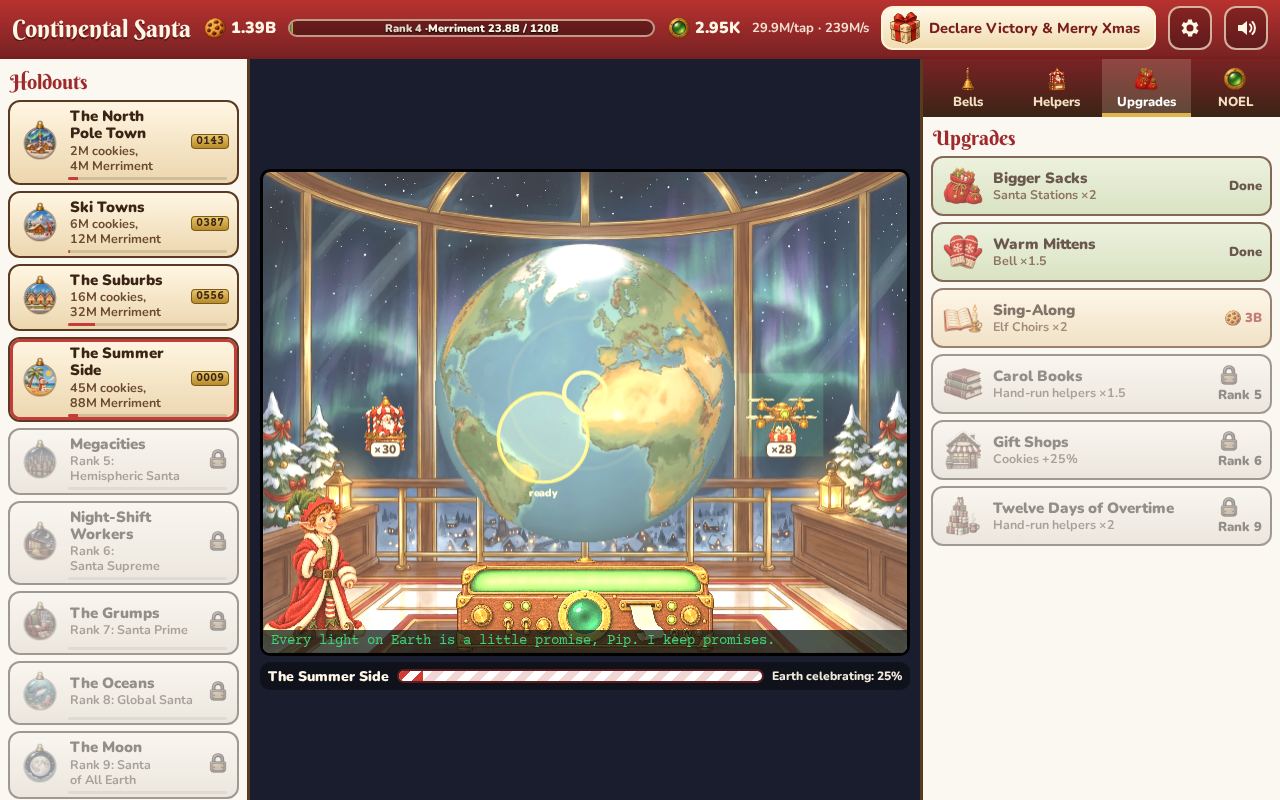 Continental Santa
1.39B
Rank 4 ·Merriment 23.8B / 120B
2.95K
29.9M/tap · 239M/s
Declare Victory & Merry Xmas
Holdouts
The North
Pole Town
2M cookies,
4M Merriment
0143
Ski Towns
6M cookies,
12M Merriment
0387
The Suburbs
16M cookies,
32M Merriment
0556
The Summer
Side
45M cookies,
88M Merriment
0009
Megacities
Rank 5:
Hemispheric Santa
Night-Shift
Workers
Rank 6:
Santa Supreme
The Grumps
Rank 7: Santa Prime
The Oceans
Rank 8: Global Santa
The Moon
Rank 9: Santa
of All Earth
×30
×28
ready
Every light on Earth is a little promise, Pip. I keep promises.
The Summer Side
Earth celebrating: 25%
Bells
Helpers
Upgrades
NOEL
Upgrades
Bigger Sacks
Santa Stations ×2
Done
Warm Mittens
Bell ×1.5
Done
Sing-Along
Elf Choirs ×2
3B
Carol Books
Hand-run helpers ×1.5
Rank 5
Gift Shops
Cookies +25%
Rank 6
Twelve Days of Overtime
Hand-run helpers ×2
Rank 9